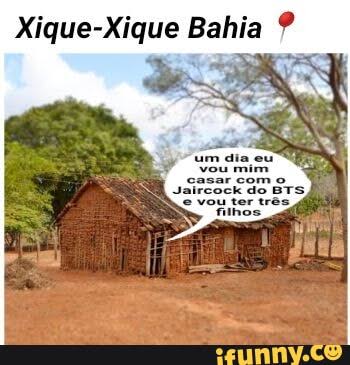 Xique-Xique Bahia
um dia eu
vou mim
casar com o
Jaircock do BTS
e vou ter três
filhos
ifunny.co